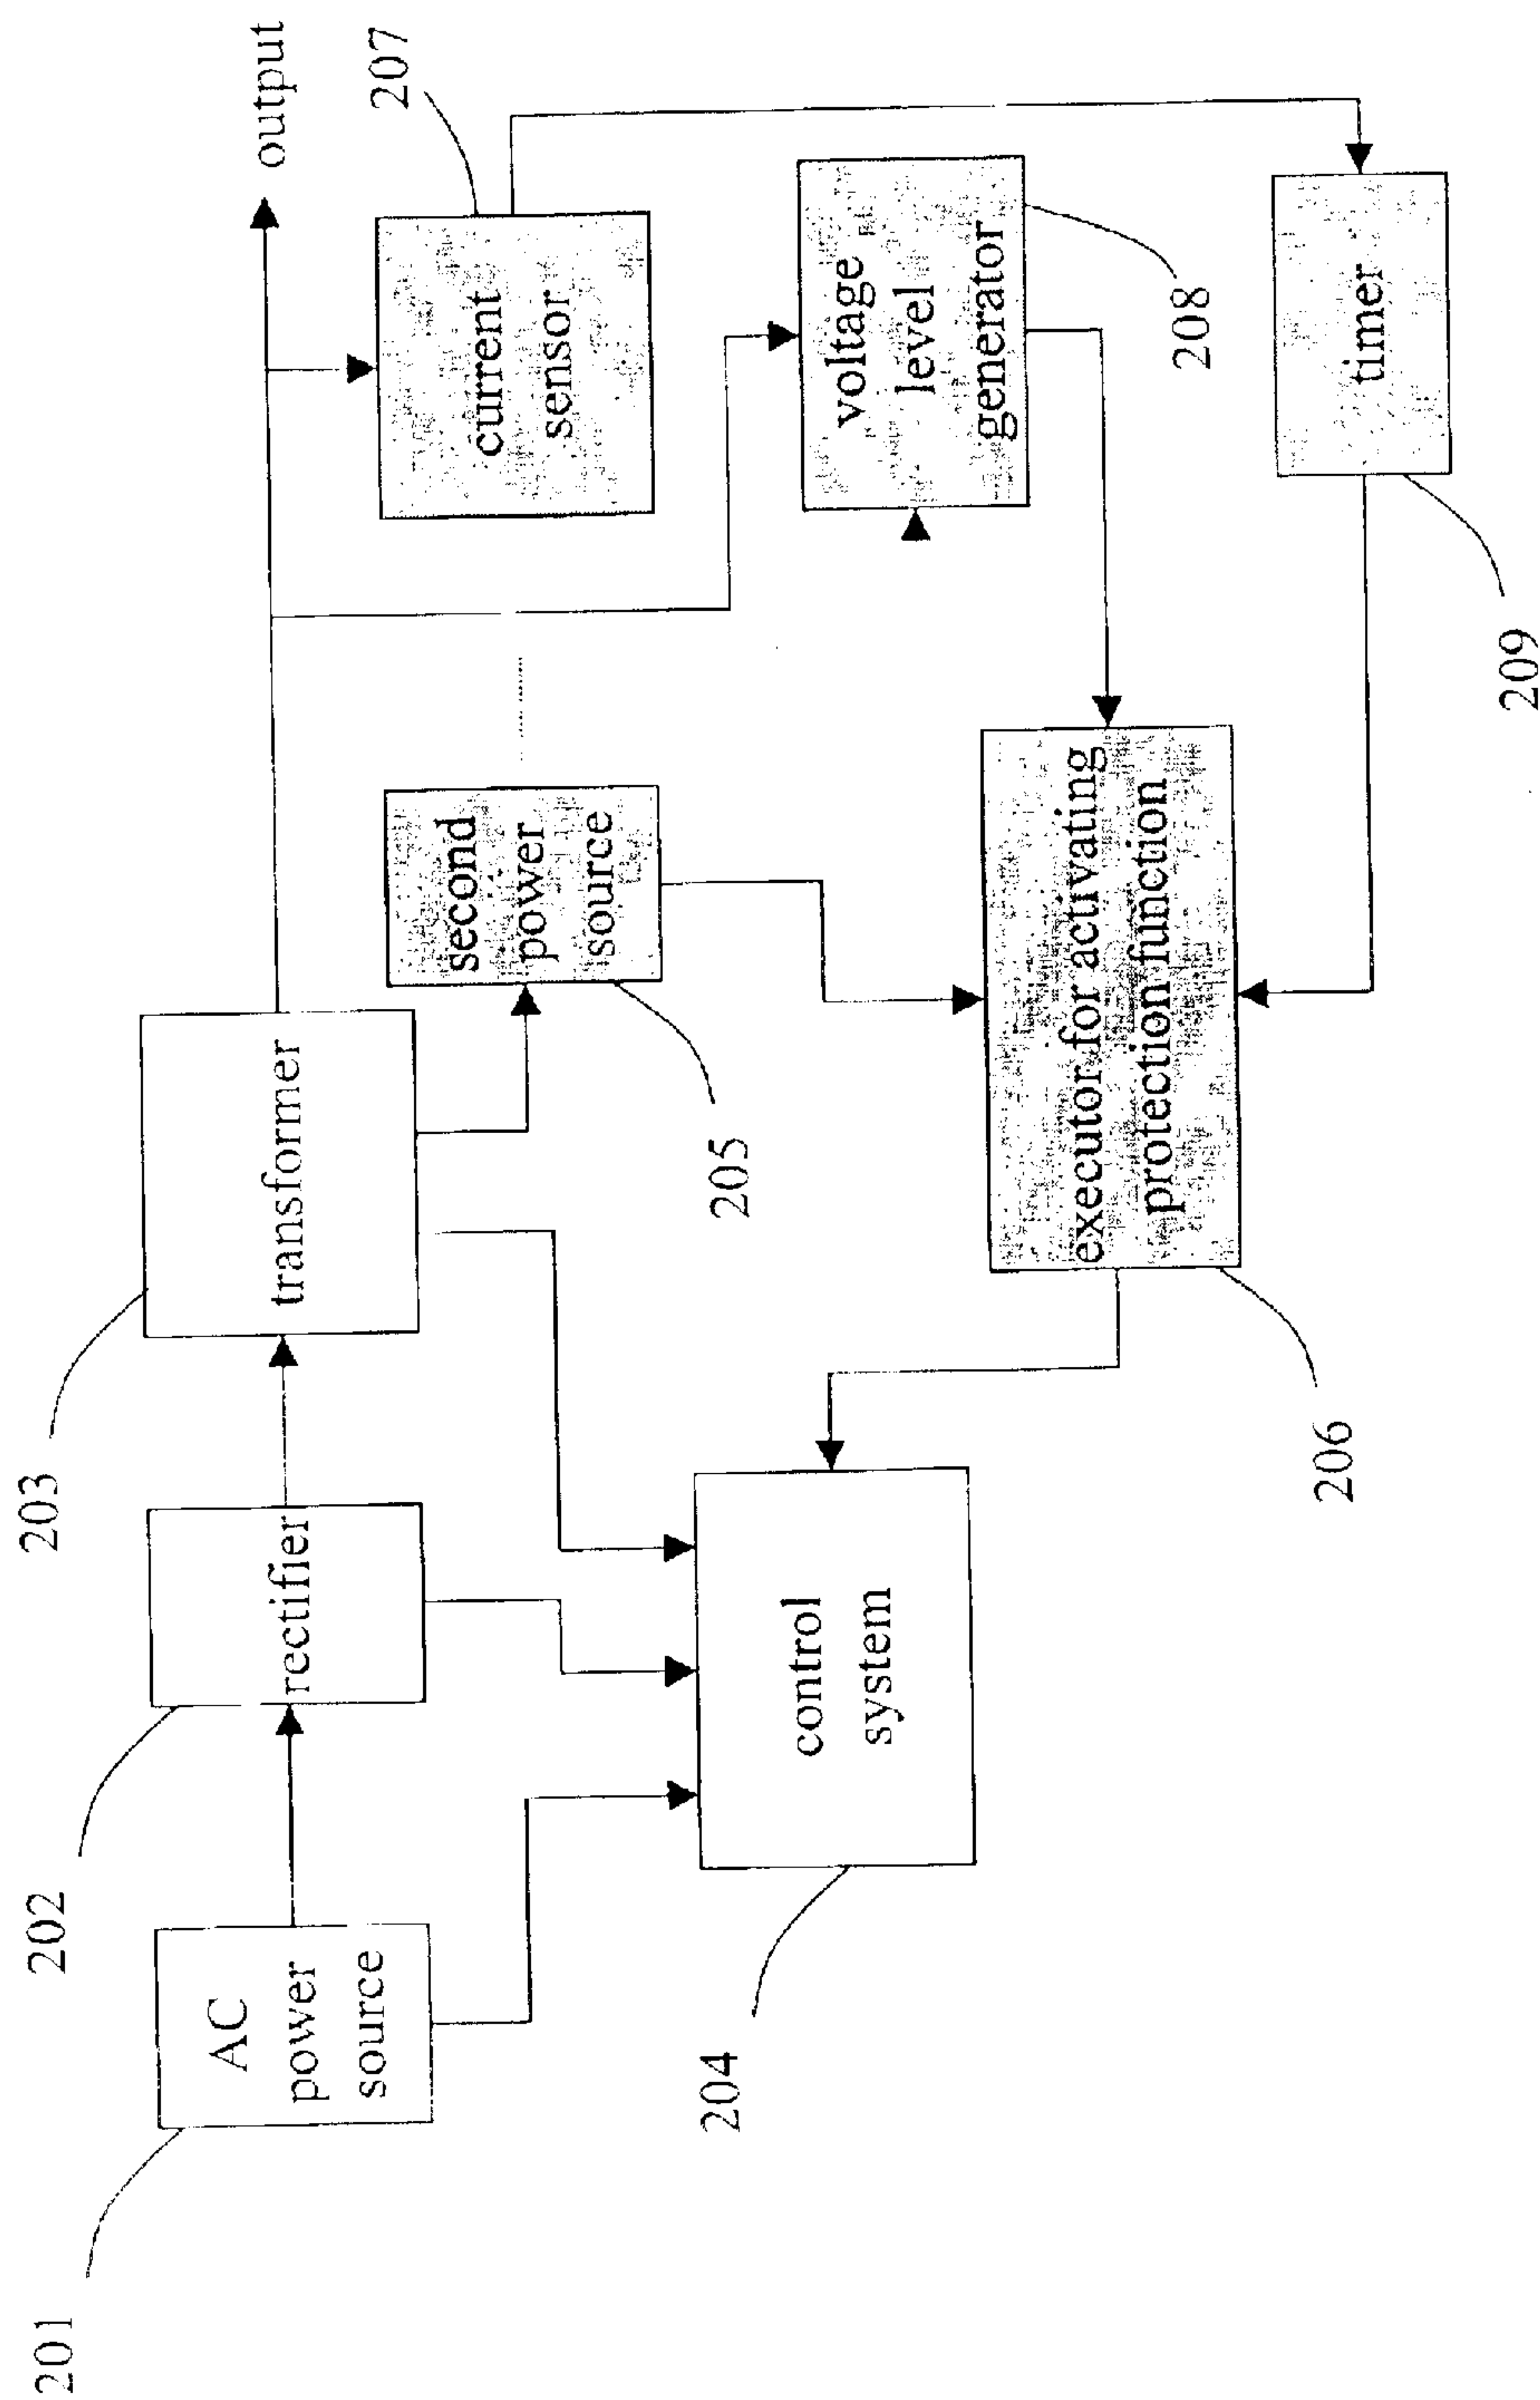 201
AC
power
source
202
rectifier
203
transformer
output
204
control
system
205
second
power
source
207
current
sensor
voltage
level
generator
208
206
executor for activating
protection function
timer
209